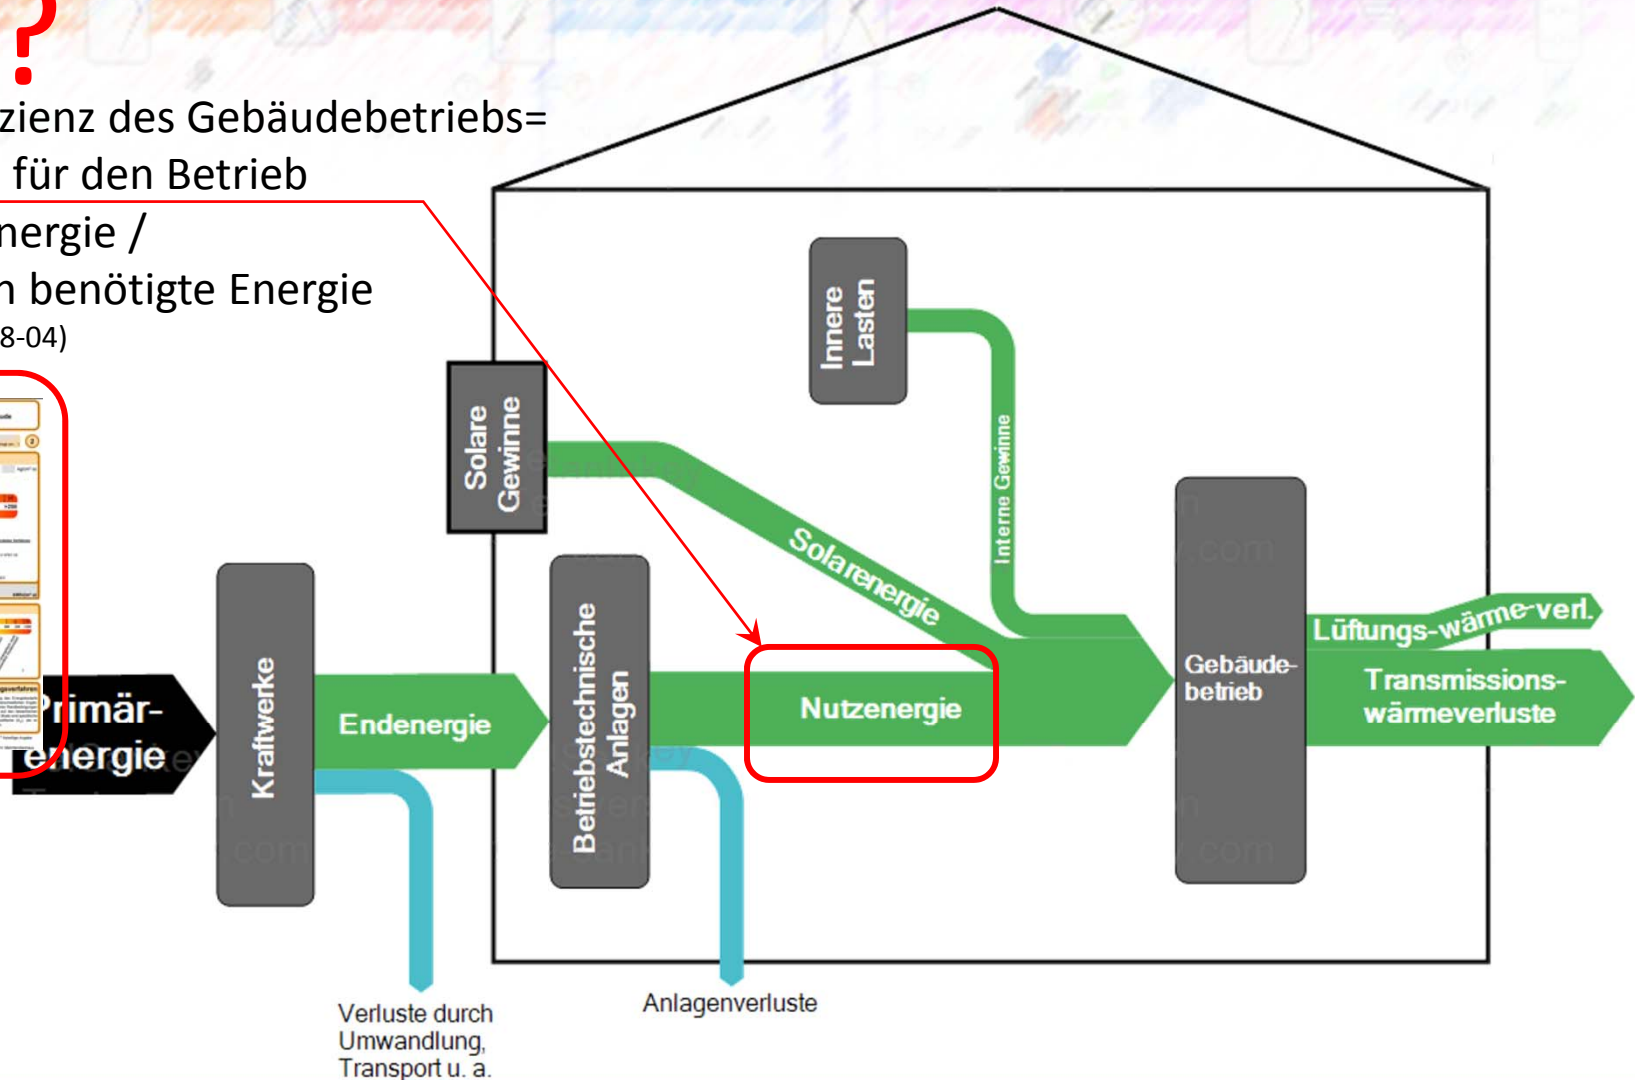 ?
zienz des Gebäudebetriebs=
für den Betrieb
nergie /
n benötigte Energie
8-04)
Innere
Lasten
Solare
Gewinne
Interne Gewinne
Solarenergie
Primär-
energie
Kraftwerke
Endenergie
Betriebstechnische
Anlagen
Nutzenergie
Gebäude-
betrieb
Lüftungs-wärme-verl.
Transmissions-
wärmeverluste
Verluste durch
Umwandlung,
Transport u. a.
Anlagenverluste